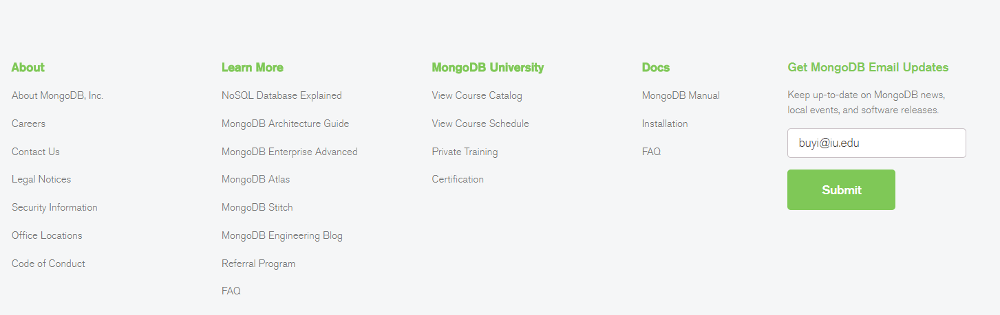 About
About MongoDB, Inc.
Careers
Contact Us
Legal Notices
Security Information
Office Locations
Code of Conduct
Learn More
NoSQL Database Explained
MongoDB Architecture Guide
MongoDB Enterprise Advanced
MongoDB Atlas
MongoDB Stitch
MongoDB Engineering Blog
Referral Program
FAQ
MongoDB University
View Course Catalog
View Course Schedule
Private Training
Certification
Docs
MongoDB Manual
Installation
FAQ
Get MongoDB Email Updates
Keep up-to-date on MongoDB news,
local events, and software releases.
buyi@iu.edu
Submit